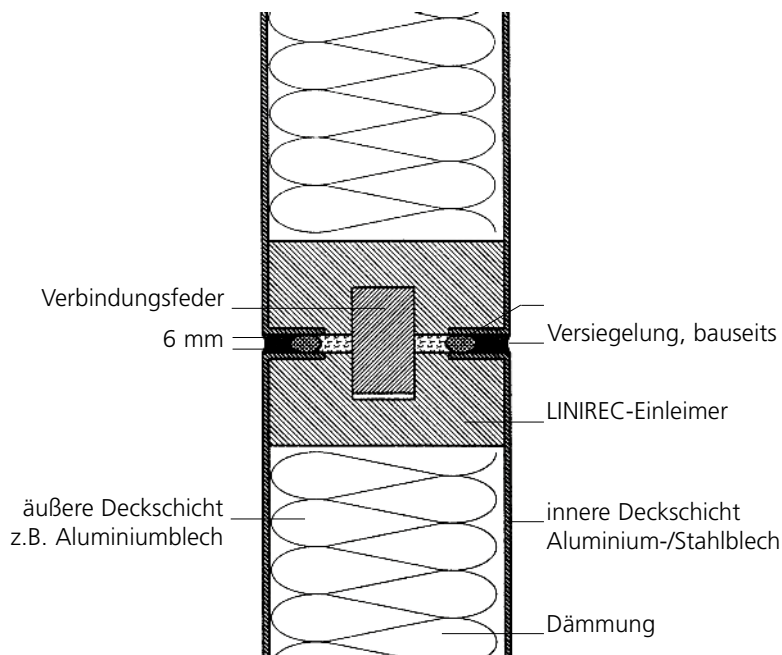 Verbindungsfeder
6 mm
Versiegelung, bauseits
LINIREC-Einleimer
äußere Deckschicht
z.B. Aluminiumblech
innere Deckschicht
Aluminium-/Stahlblech
Dämmung